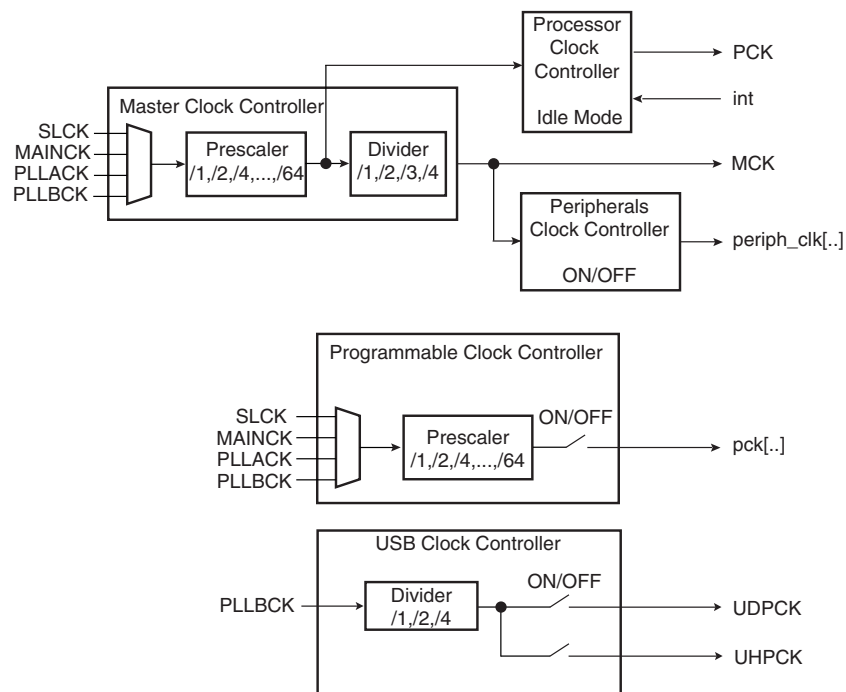 Processor
Clock
Controller
Idle Mode
PCK
int
Master Clock Controller
SLCK
MAINCK
PLLACK
PLLBCK
Prescaler
/1,/2,/4,...,/64
Divider
/1,/2,/3,/4
MCK
Peripherals
Clock Controller
ON/OFF
periph_clk[..]
Programmable Clock Controller
SLCK
MAINCK
PLLACK
PLLBCK
Prescaler
/1,/2,/4,...,/64
ON/OFF
pck[..]
USB Clock Controller
PLLBCK
Divider
/1,/2,/4
ON/OFF
UDPCK
UHPCK